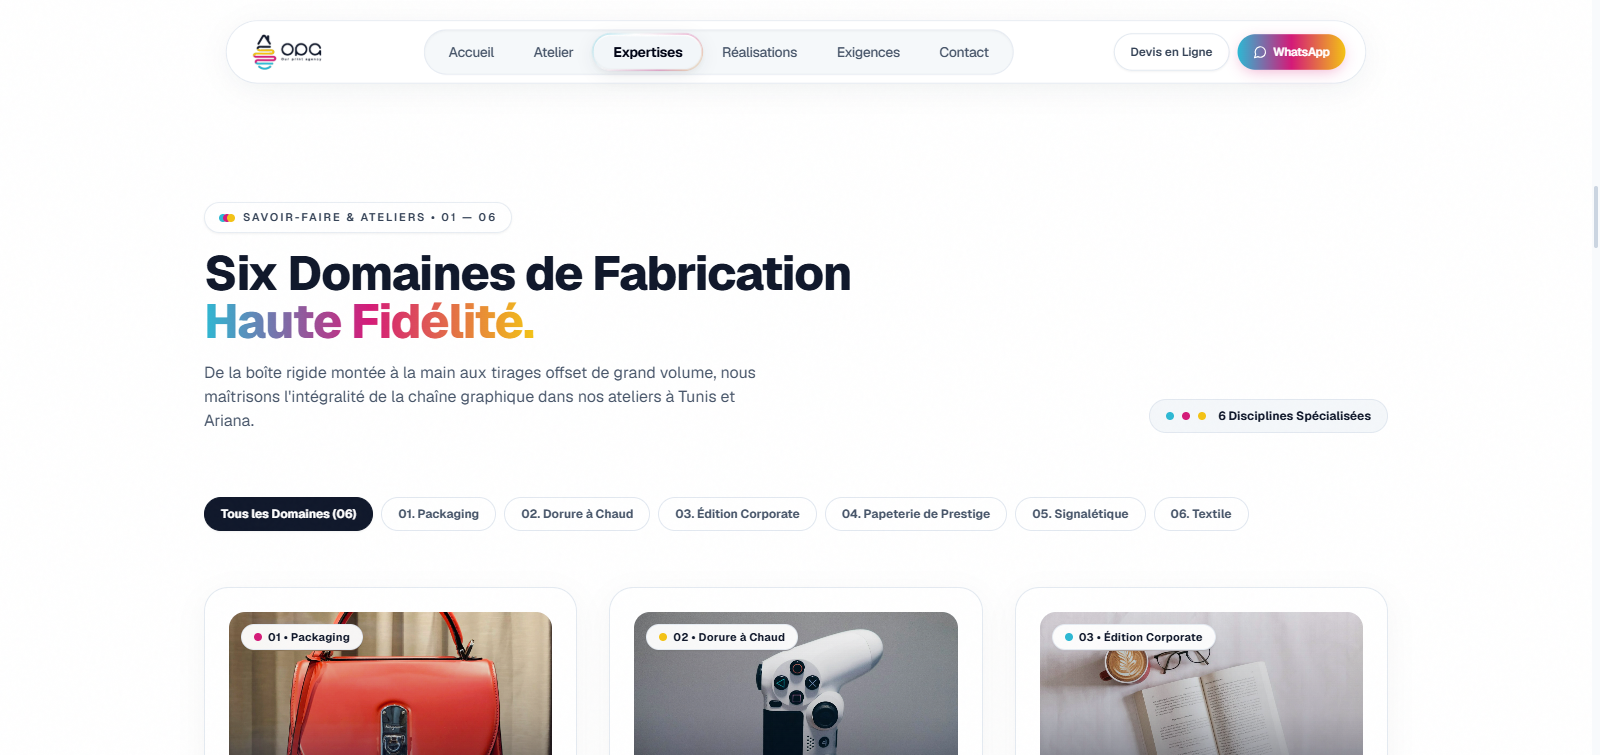 opa
Our print agency
Accueil
Atelier
Expertises
Réalisations
Exigences
Contact
Devis en Ligne
WhatsApp
SAVOIR-FAIRE & ATELIERS • 01 — 06
Six Domaines de Fabrication
Haute Fidélité.
De la boîte rigide montée à la main aux tirages offset de grand volume, nous
maîtrisons l'intégralité de la chaîne graphique dans nos ateliers à Tunis et
Ariana.
6 Disciplines Spécialisées
Tous les Domaines (06)
01. Packaging
02. Dorure à Chaud
03. Édition Corporate
04. Papeterie de Prestige
05. Signalétique
06. Textile
01 • Packaging
02 • Dorure à Chaud
03 • Édition Corporate